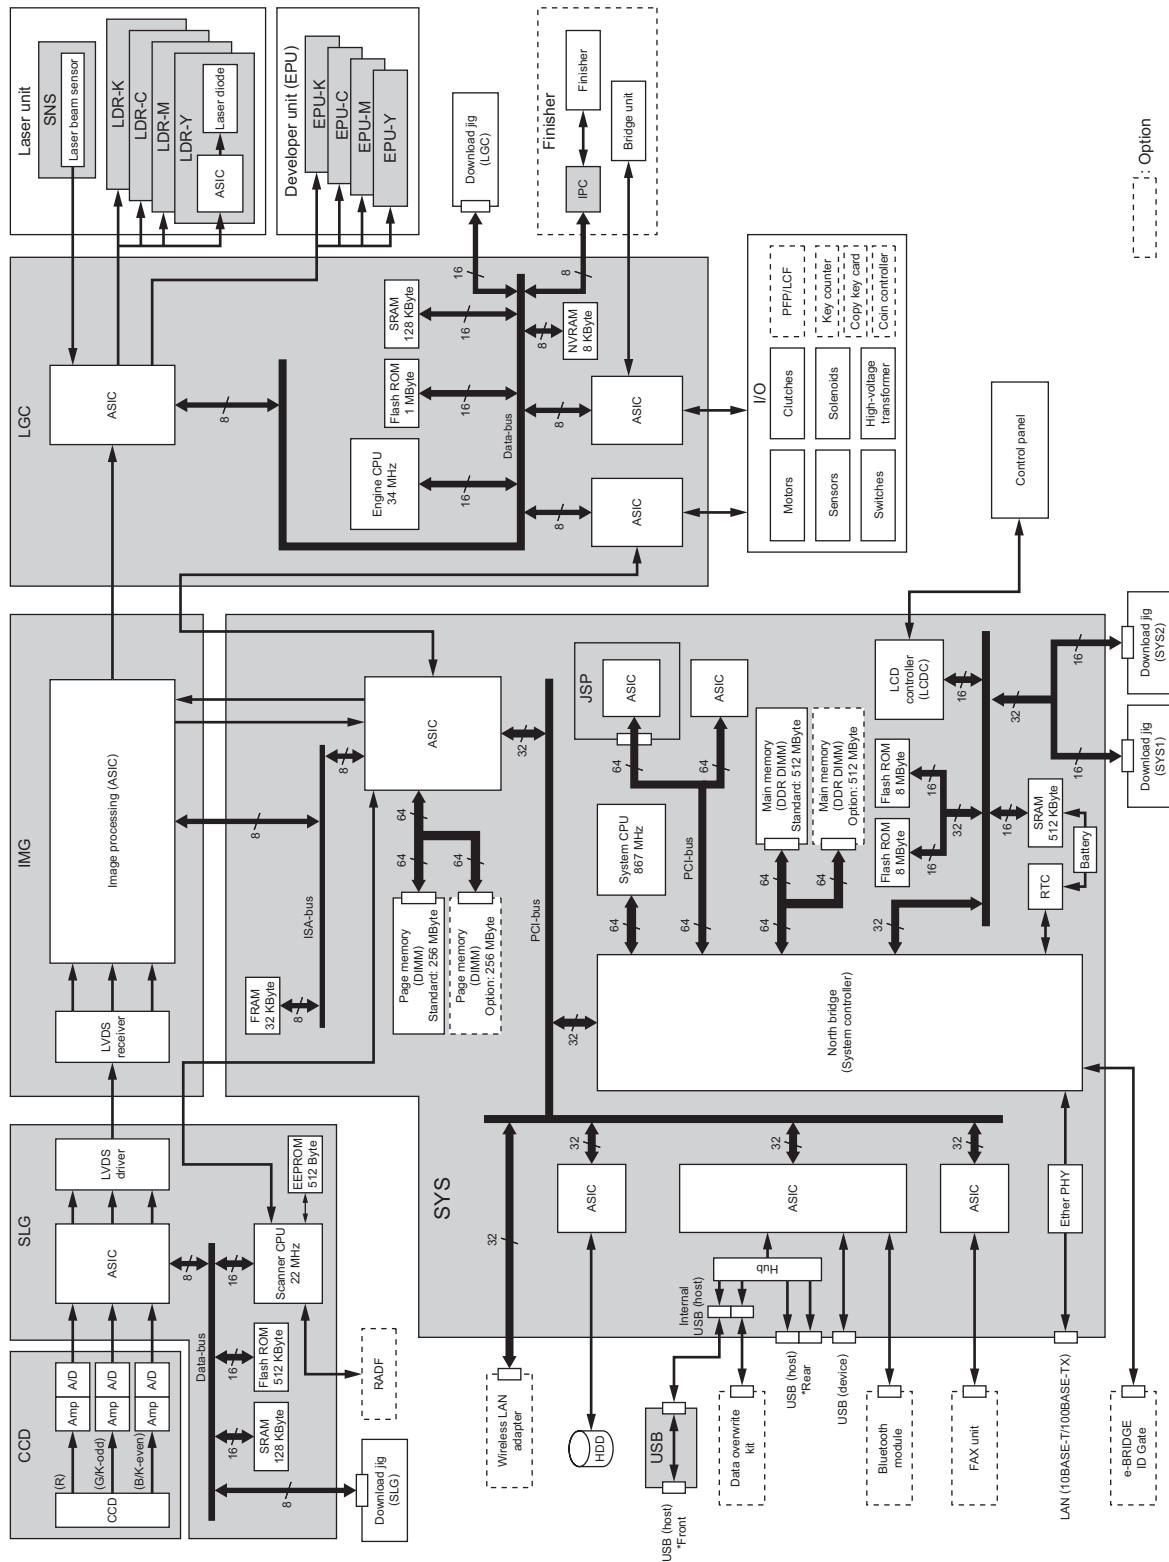 CCD
CCD
(R)
(G/K-odd)
(B/K-even)
Amp
Amp
Amp
A/D
A/D
A/D
SLG
ASIC
LVDS
driver
8
Data-bus
16
Scanner CPU
22 MHz
EEPROM
512 Byte
16
Flash ROM
512 KByte
16
SRAM
128 KByte
8
Download jig
(SLG)
RADF
IMG
LVDS
receiver
Image processing (ASIC)
8
FRAM
32 KByte
8
ISA-bus
8
LGC
ASIC
8
Engine CPU
34 MHz
16
Flash ROM
1 MByte
16
SRAM
128 KByte
16
16
8
Data-bus
8
NVRAM
8 KByte
8
ASIC
8
ASIC
Laser unit
SNS
Laser beam sensor
LDR-K
LDR-C
LDR-M
LDR-Y
ASIC
Laser diode
Developer unit (EPU)
EPU-K
EPU-C
EPU-M
EPU-Y
Download jig
(LGC)
Finisher
IPC
Finisher
Bridge unit
I/O
Motors
Clutches
PFP/LCF
Sensors
Solenoids
Key counter
Copy key card
Switches
High-voltage
transformer
Coin controller
Control panel
SYS
ASIC
32
64
64
64
Page memory
(DIMM)
Standard: 256 MByte
Page memory
(DIMM)
Option: 256 MByte
PCI-bus
32
North bridge
(System controller)
64
System CPU
867 MHz
64
PCI-bus
64
64
JSP
ASIC
ASIC
64
64
64
Main memory
(DDR DIMM)
Standard: 512 MByte
Main memory
(DDR DIMM)
Option: 512 MByte
32
32
16
16
Flash ROM
8 MByte
Flash ROM
8 MByte
16
LCD
controller
(LCDC)
RTC
Battery
16
SRAM
512 KByte
32
16
16
Download jig
(SYS1)
Download jig
(SYS2)
32
Wireless LAN
adapter
32
ASIC
HDD
32
ASIC
Hub
Internal
USB (host)
USB
USB (host)
*Front
Data overwrite
kit
USB (host)
*Rear
USB (device)
Bluetooth
module
32
ASIC
FAX unit
Ether PHY
LAN (10BASE-T/100BASE-TX)
e-BRIDGE
ID Gate
: Option